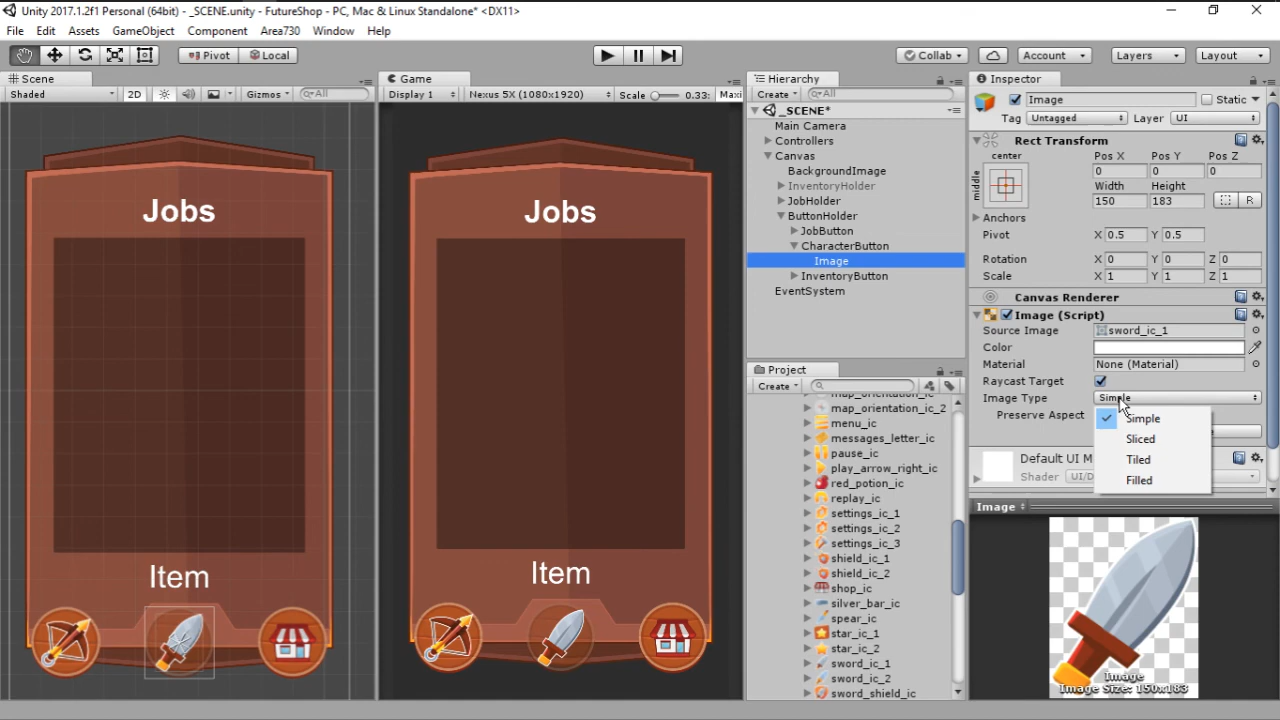 Unity 2017.1.2f1 Personal (64bit) - _SCENE.unity - FutureShop - PC, Mac & Linux Standalone* <DX11>
File Edit Assets GameObject Component Area730 Window Help
Pivot Local Collab Account Layers Layout
Scene
Shaded 2D Gizmos All
Jobs
Item
Game
Display 1 Nexus 5X (1080x1920) Scale 0.33: Maxi
Jobs
Item
Hierarchy
Create All
_SCENE*
Main Camera
Controllers
Canvas
BackgroundImage
InventoryHolder
JobHolder
ButtonHolder
JobButton
CharacterButton
Image
InventoryButton
EventSystem
Project
Create
map_orientation_ic
map_orientation_ic_2
menu_ic
messages_letter_ic
pause_ic
play_arrow_right_ic
red_potion_ic
replay_ic
settings_ic_1
settings_ic_2
settings_ic_3
shield_ic_1
shield_ic_2
shop_ic
silver_bar_ic
spear_ic
star_ic_1
star_ic_2
sword_ic_1
sword_ic_2
sword_shield_ic
Inspector
Image Static
Tag Untagged Layer UI
Rect Transform
center Pos X Pos Y Pos Z
middle 0 0 0
Width Height
150 183 R
Anchors
Pivot X 0.5 Y 0.5
Rotation X 0 Y 0 Z 0
Scale X 1 Y 1 Z 1
Canvas Renderer
Image (Script)
Source Image sword_ic_1
Color
Material None (Material)
Raycast Target
Image Type Simple
Preserve Aspect
Simple
Sliced
Tiled
Filled
Default UI M
Shader UI/D
Image
Image
Image Size: 150x183